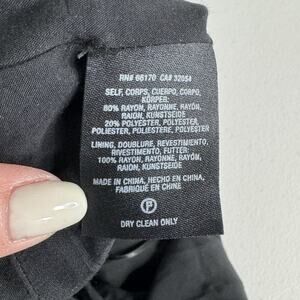 RN# 66170 CA# 32054
SELF, CORPS, CUERPO, CORPO,
KÖRPER:
80% RAYON, RAYONNE, RAYÓN,
RAION, KUNSTSEIDE
20% POLYESTER, POLYESTER,
POLIESTER, POLIESTERE, POLYESTER
LINING, DOUBLURE, REVESTIMIENTO,
RIVESTIMENTO, FUTTER:
100% RAYON, RAYONNE, RAYÓN,
RAION, KUNSTSEIDE
MADE IN CHINA, HECHO EN CHINA,
FABRIQUÉ EN CHINE
P
DRY CLEAN ONLY